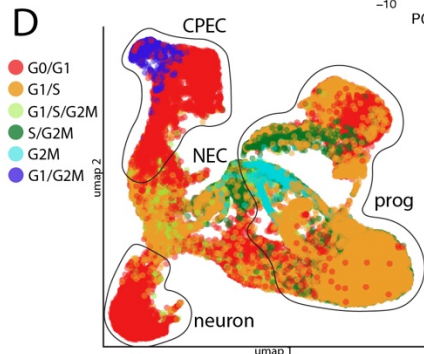 D
−10
PC
CPEC
G0/G1
G1/S
G1/S/G2M
S/G2M
G2M
G1/G2M
NEC
prog
neuron
umap 2
umap 1